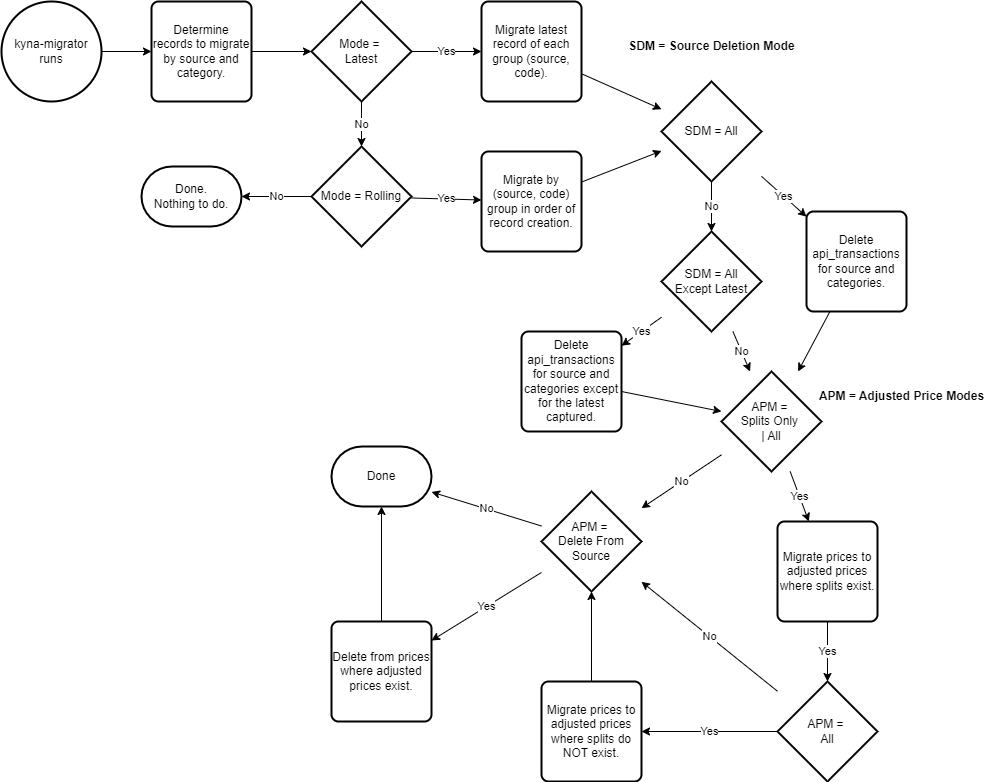 kyna-migrator
runs
Determine
records to migrate
by source and
category.
Mode =
Latest
Yes
Migrate latest
record of each
group (source,
code).
SDM = Source Deletion Mode
No
SDM = All
Done.
Nothing to do.
No
Mode = Rolling
Yes
Migrate by
(source, code)
group in order of
record creation.
No
Yes
Delete
api_transactions
for source and
categories.
SDM = All
Except Latest
Yes
No
Delete
api_transactions
for source and
categories except
for the latest
captured.
APM = Adjusted Price Modes
APM =
Splits Only
| All
No
Yes
Done
No
APM =
Delete From
Source
Migrate prices to
adjusted prices
where splits exist.
Yes
No
Yes
Delete from prices
where adjusted
prices exist.
Migrate prices to
adjusted prices
where splits do
NOT exist.
Yes
APM =
All